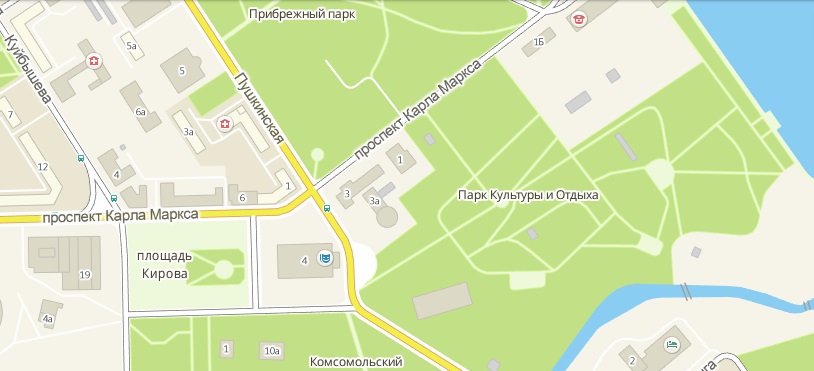 Прибрежный парк
Куйбышева
5а
5
Пушкинская
1Б
проспект Карла Маркса
7
6а
3а
12
4
1
3
3а
1
6
Парк Культуры и Отдыха
проспект Карла Маркса
площадь
Кирова
4
19
4а
1
10а
Комсомольский
2
га